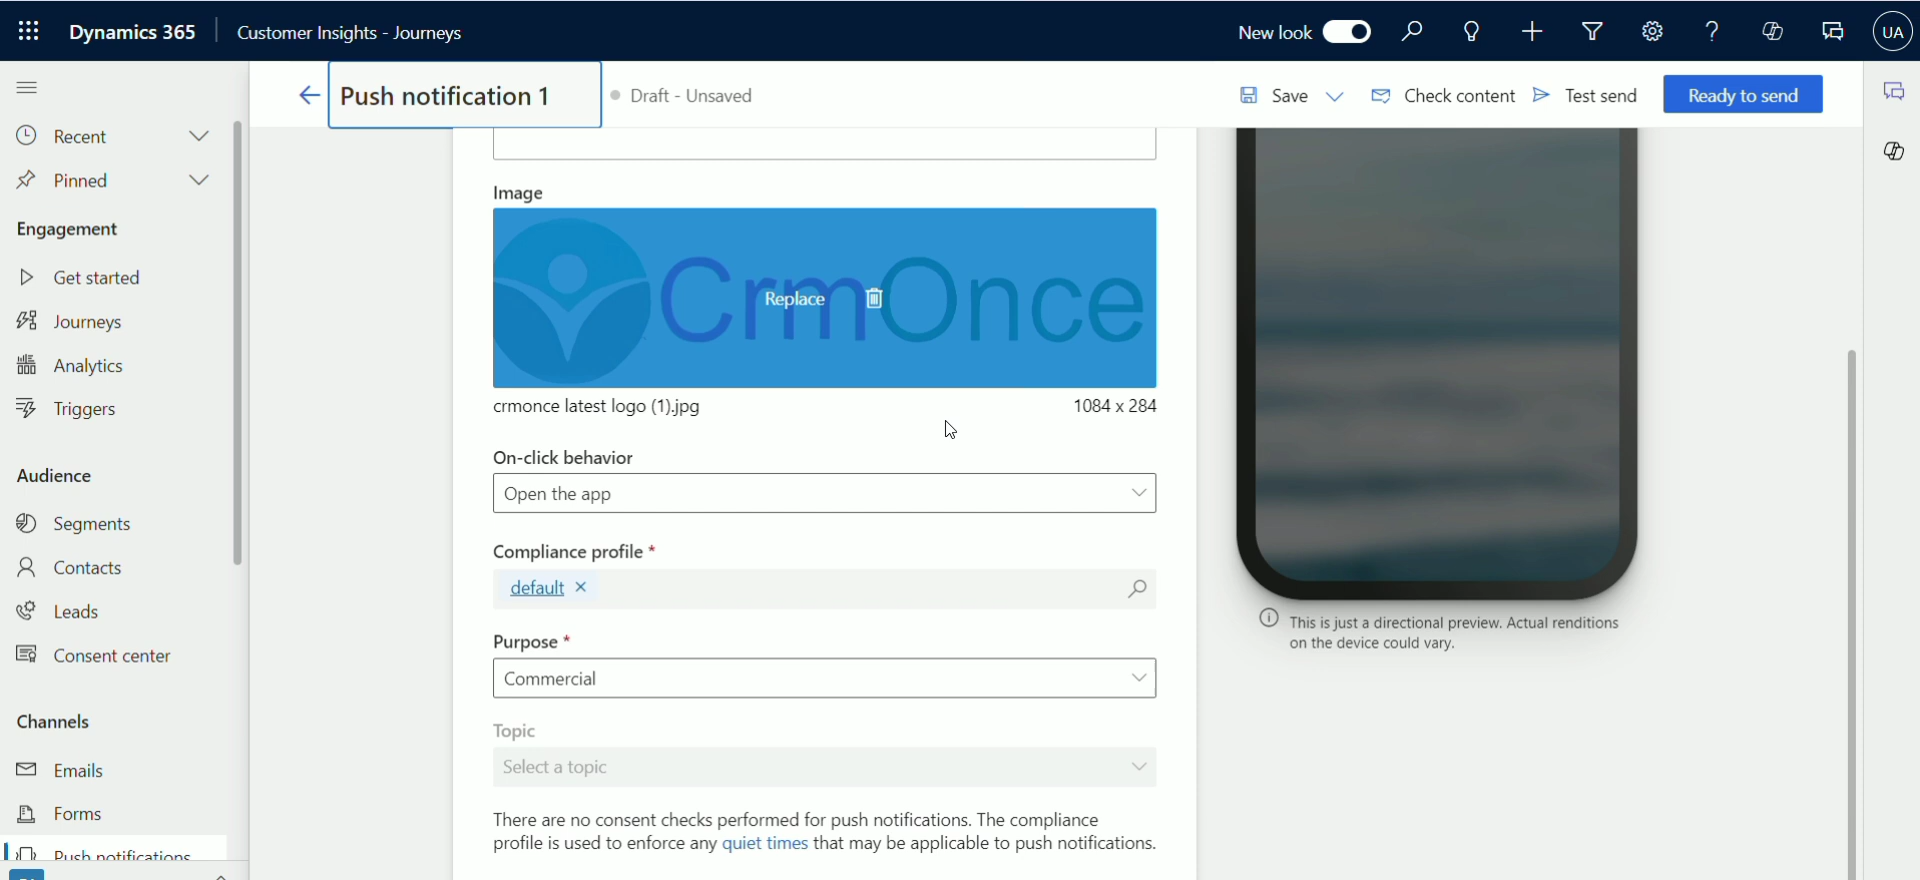 Dynamics 365
Customer Insights - Journeys
New look
UA
Push notification 1
Draft - Unsaved
Save
Check content
Test send
Ready to send
Recent
Pinned
Engagement
Get started
Journeys
Analytics
Triggers
Audience
Segments
Contacts
Leads
Consent center
Channels
Emails
Forms
Push notifications
Image
CrmOnce
Replace
crmonce latest logo (1).jpg
1084 x 284
On-click behavior
Open the app
Compliance profile *
default
Purpose *
Commercial
Topic
Select a topic
There are no consent checks performed for push notifications. The compliance
profile is used to enforce any quiet times that may be applicable to push notifications.
This is just a directional preview. Actual renditions
on the device could vary.